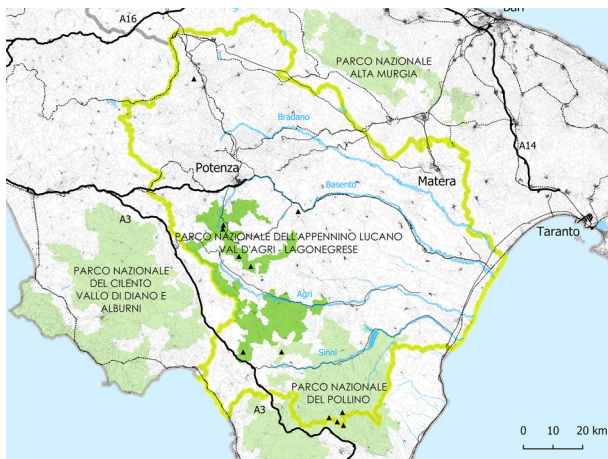 A16
Bari
PARCO NAZIONALE
ALTA MURGIA
Bradano
A14
Potenza
Basento
Matera
A3
Taranto
PARCO NAZIONALE DELL'APPENNINO LUCANO
VAL D'AGRI - LAGONEGRESE
PARCO NAZIONALE
DEL CILENTO
VALLO DI DIANO E
ALBURNI
Agri
Sinni
PARCO NAZIONALE
DEL POLLINO
A3
0 10 20 km